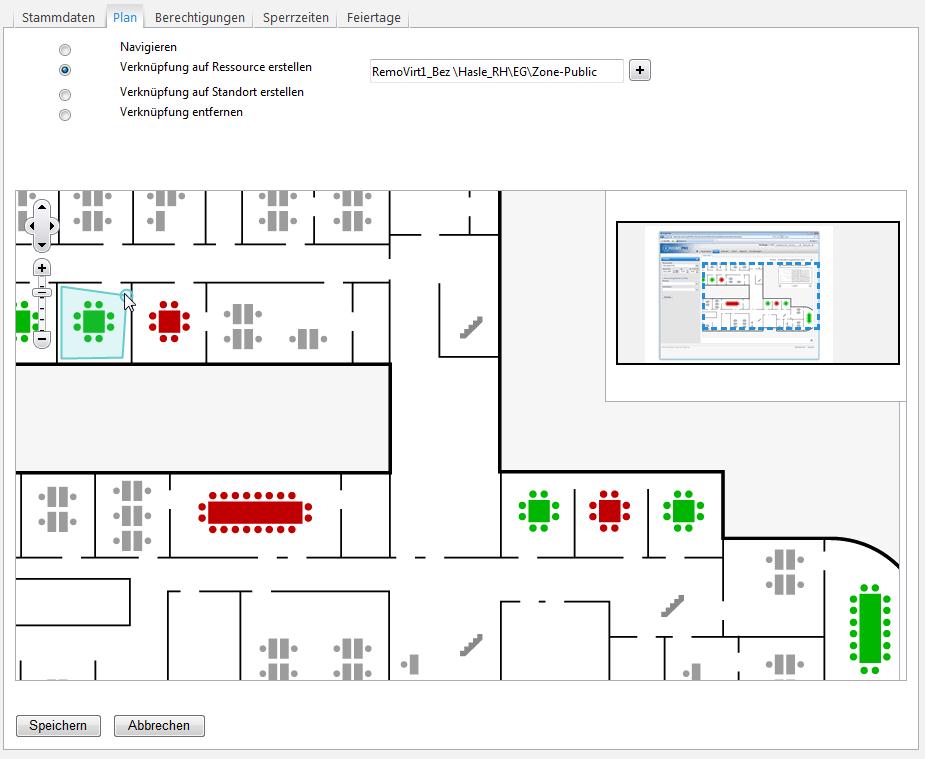 Stammdaten Plan Berechtigungen Sperrzeiten Feiertage
Navigieren
Verknüpfung auf Ressource erstellen RemoVirt1_Bez \Hasle_RH\EG\Zone-Public +
Verknüpfung auf Standort erstellen
Verknüpfung entfernen
Speichern Abbrechen